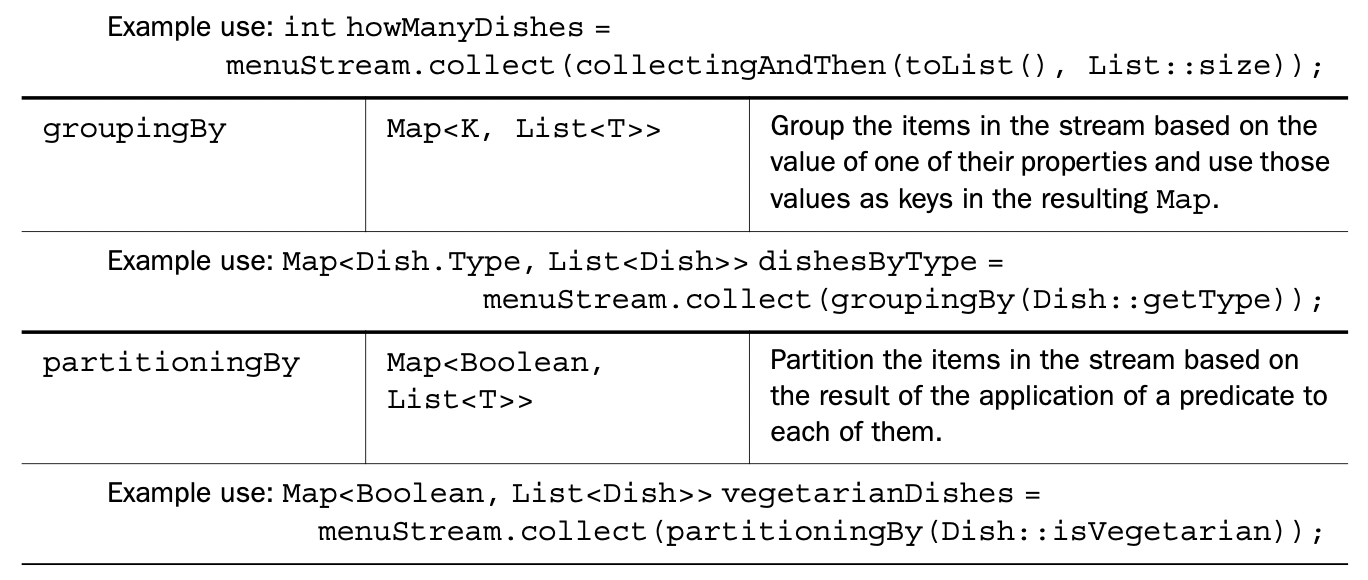 Example use: int howManyDishes =
menuStream.collect(collectingAndThen(toList(), List::size));
groupingBy
Map<K, List<T>>
Group the items in the stream based on the
value of one of their properties and use those
values as keys in the resulting Map.
Example use: Map<Dish.Type, List<Dish>> dishesByType =
menuStream.collect(groupingBy(Dish::getType));
partitioningBy
Map<Boolean,
List<T>>
Partition the items in the stream based on
the result of the application of a predicate to
each of them.
Example use: Map<Boolean, List<Dish>> vegetarianDishes =
menuStream.collect(partitioningBy(Dish::isVegetarian));